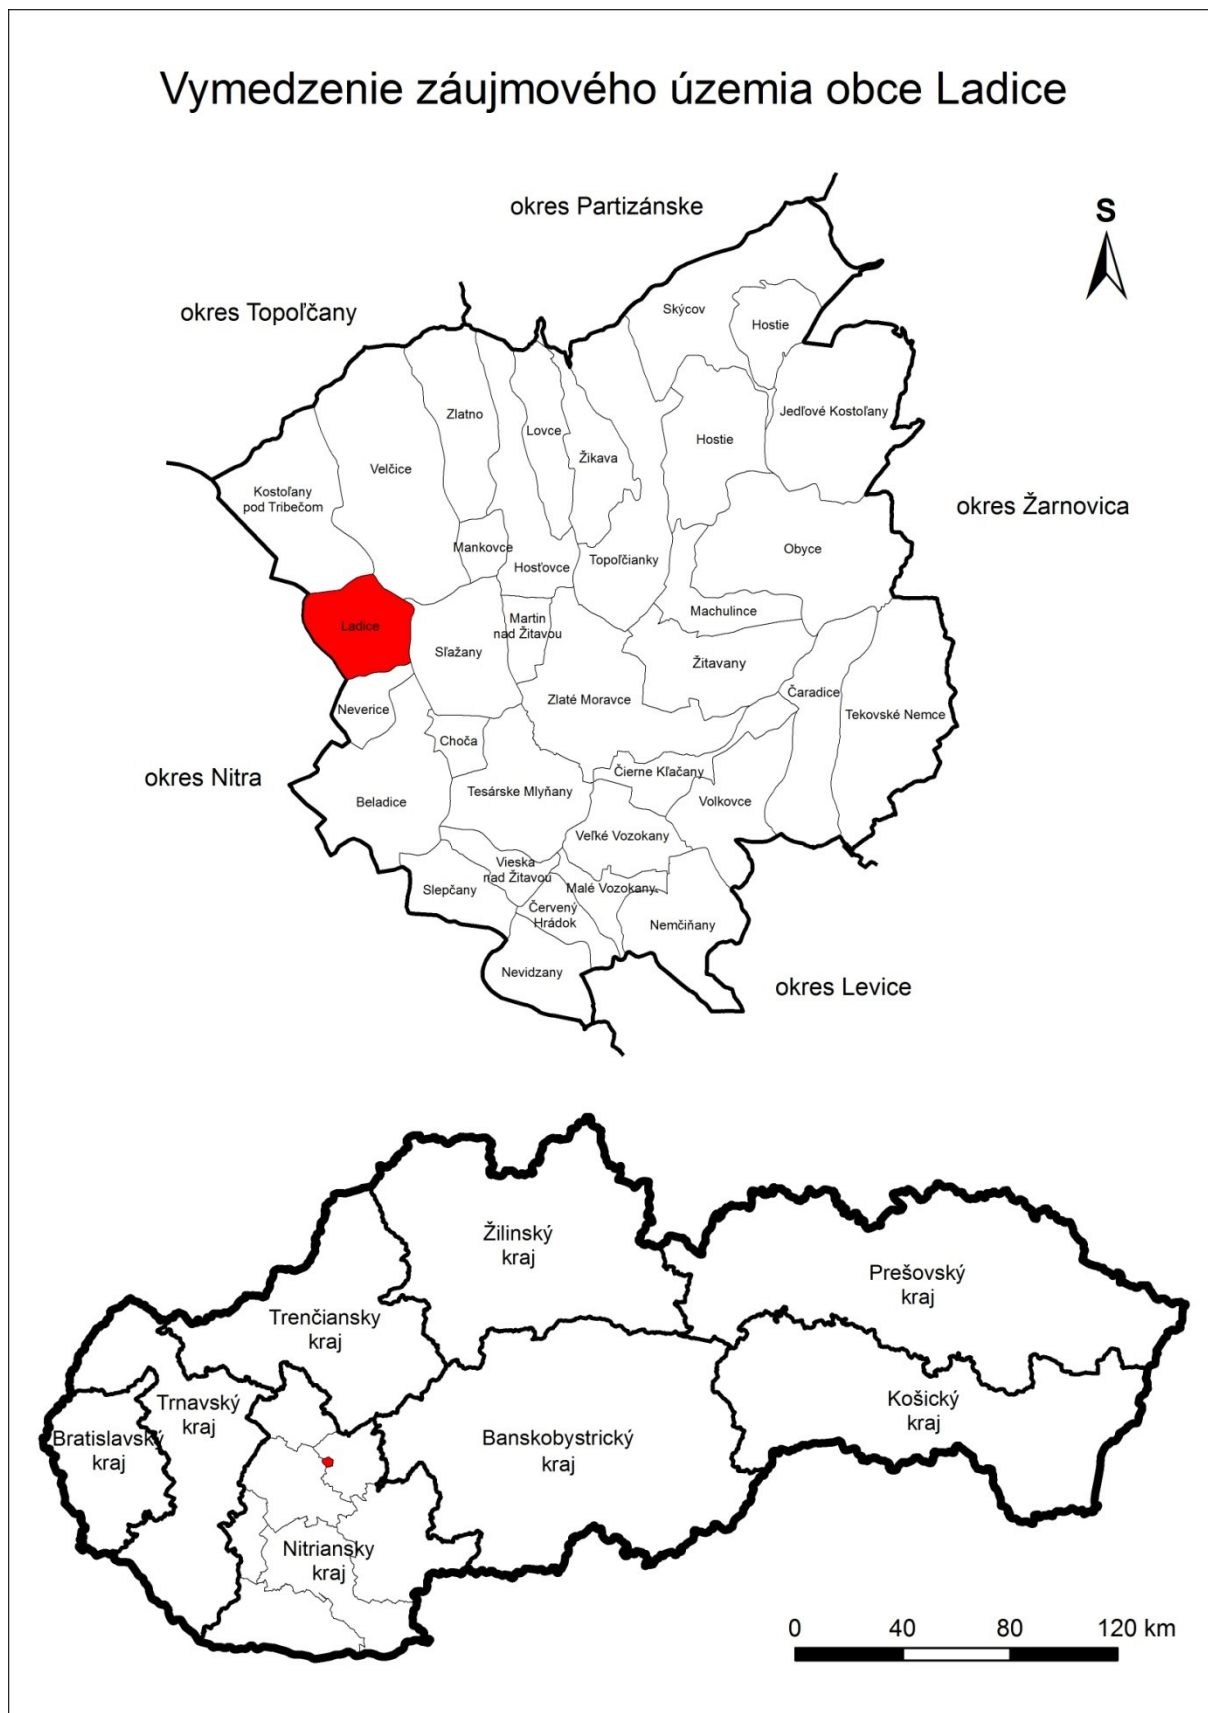 Vymedzenie záujmového územia obce Ladice
okres Partizánske
S
okres Topoľčany
Skýcov
Hostie
Jedľové Kostoľany
Zlatno
Lovce
Hostie
Žikava
Velčice
Kostoľany
pod Tribečom
okres Žarnovica
Mankovce
Hosťovce
Topoľčianky
Obyce
Machulince
Martin
nad Žitavou
Ladice
Sľažany
Žitavany
Čaradice
Zlaté Moravce
Neverice
Tekovské Nemce
Choča
okres Nitra
Čierne Kľačany
Tesárske Mlyňany
Beladice
Volkovce
Veľké Vozokany
Vieska
nad Žitavou
Slepčany
Malé Vozokany
Červený
Hrádok
Nemčiňany
Nevidzany
okres Levice
Žilinský
kraj
Prešovský
kraj
Trenčiansky
kraj
Trnavský
kraj
Košický
kraj
Bratislavský
kraj
Banskobystrický
kraj
Nitriansky
kraj
0 40 80 120 km